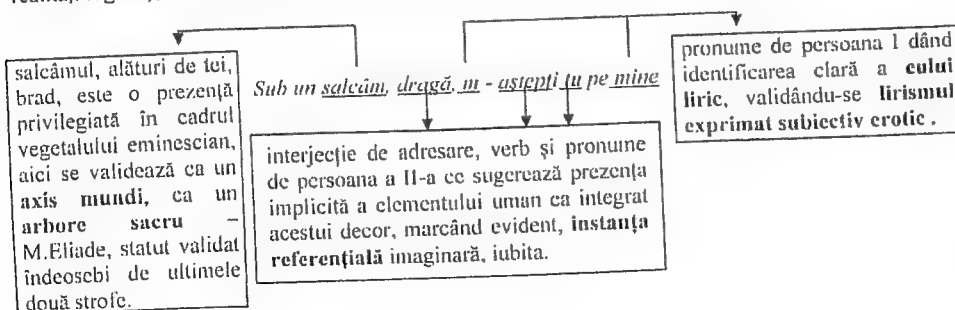 salcâmul, alături de tei,
brad, este o prezență
privilegiată în cadrul
vegetalului eminescian,
aici se validează ca un
axis mundi, ca un
arbore sacru –
M.Eliade, statut validat
îndeosebi de ultimele
două strofe.
Sub un salcâm, dragă, m - aștepți tu pe mine
pronume de persoana I dând
identificarea clară a eului
liric, validându-se lirismul
exprimat subiectiv erotic .
interjecție de adresare, verb și pronume
de persoana a II-a ce sugerează prezența
implicită a elementului uman ca integrat
acestui decor, marcând evident, instanța
referențială imaginară, iubita.